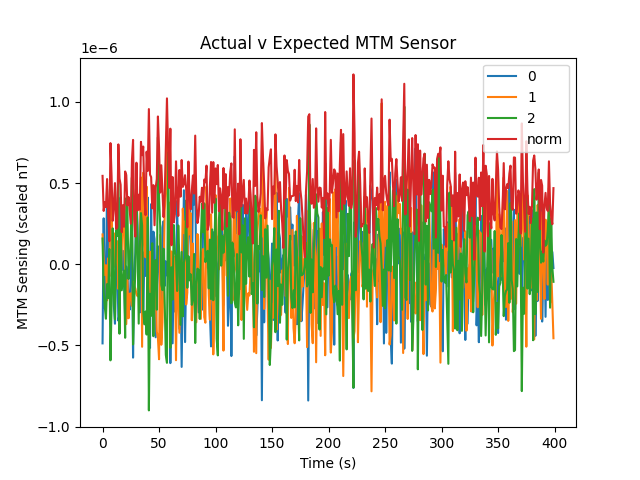 Actual v Expected MTM Sensor
1e−6
1.0
0.5
0.0
−0.5
−1.0
MTM Sensing (scaled nT)
0
1
2
norm
0 50 100 150 200 250 300 350 400
Time (s)